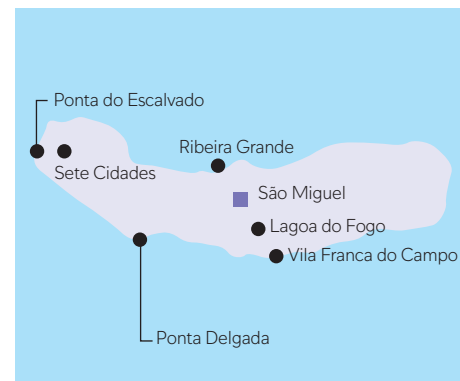 Ponta do Escalvado
Ribeira Grande
Sete Cidades
São Miguel
Lagoa do Fogo
Vila Franca do Campo
Ponta Delgada